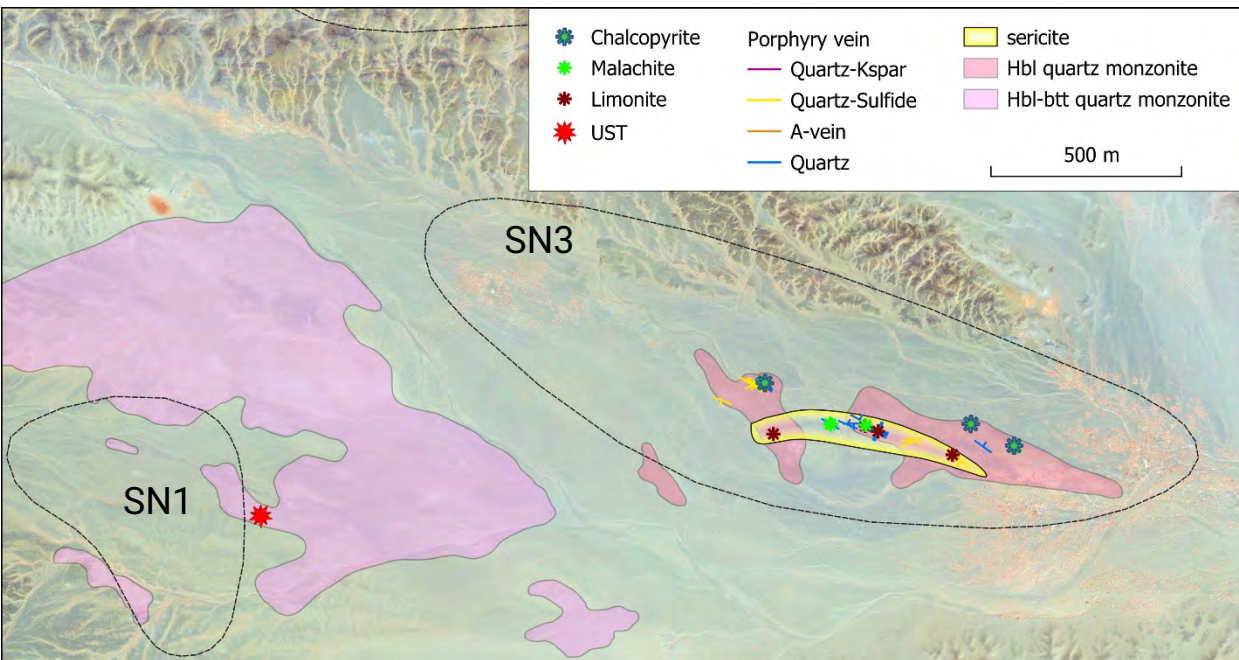 Chalcopyrite
Malachite
Limonite
UST
Porphyry vein
Quartz-Kspar
Quartz-Sulfide
A-vein
Quartz
sericite
Hbl quartz monzonite
Hbl-btt quartz monzonite
500 m
SN3
SN1